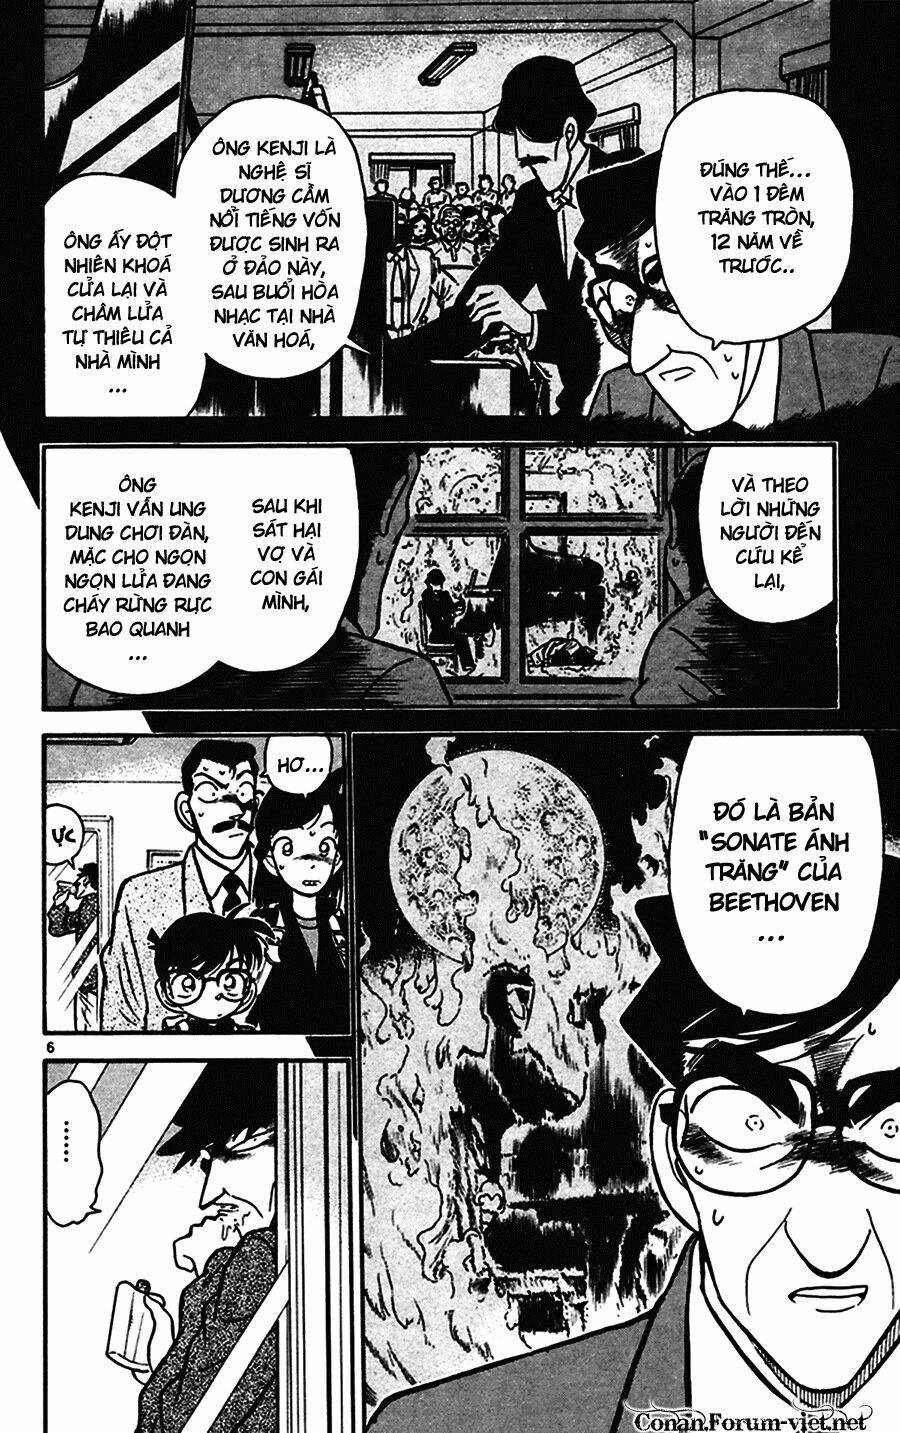 ĐÚNG THẾ...
VÀO 1 ĐÊM
TRĂNG TRÒN,
12 NĂM VỀ
TRƯỚC..
ÔNG KENJI LÀ
NGHỆ SĨ
DƯƠNG CẦM
NỔI TIẾNG VỐN
ĐƯỢC SINH RA
Ở ĐẢO NÀY,
SAU BUỔI HÒA
NHẠC TẠI NHÀ
VĂN HOÁ,
ÔNG ẤY ĐỘT
NHIÊN KHOÁ
CỬA LẠI VÀ
CHÂM LỬA
TỰ THIÊU CẢ
NHÀ MÌNH
...
VÀ THEO
LỜI NHỮNG
NGƯỜI ĐẾN
CỨU KỂ
LẠI,
SAU KHI
SÁT HẠI
VỢ VÀ
CON GÁI
MÌNH,
ÔNG
KENJI VẪN UNG
DUNG CHƠI ĐÀN,
MẶC CHO NGỌN
NGỌN LỬA ĐANG
CHÁY RỪNG RỰC
BAO QUANH
...
ĐÓ LÀ BẢN
"SONATE ÁNH
TRĂNG" CỦA
BEETHOVEN
...
HƠ...
ỰC
6
......
Conan.Forum-viet.net